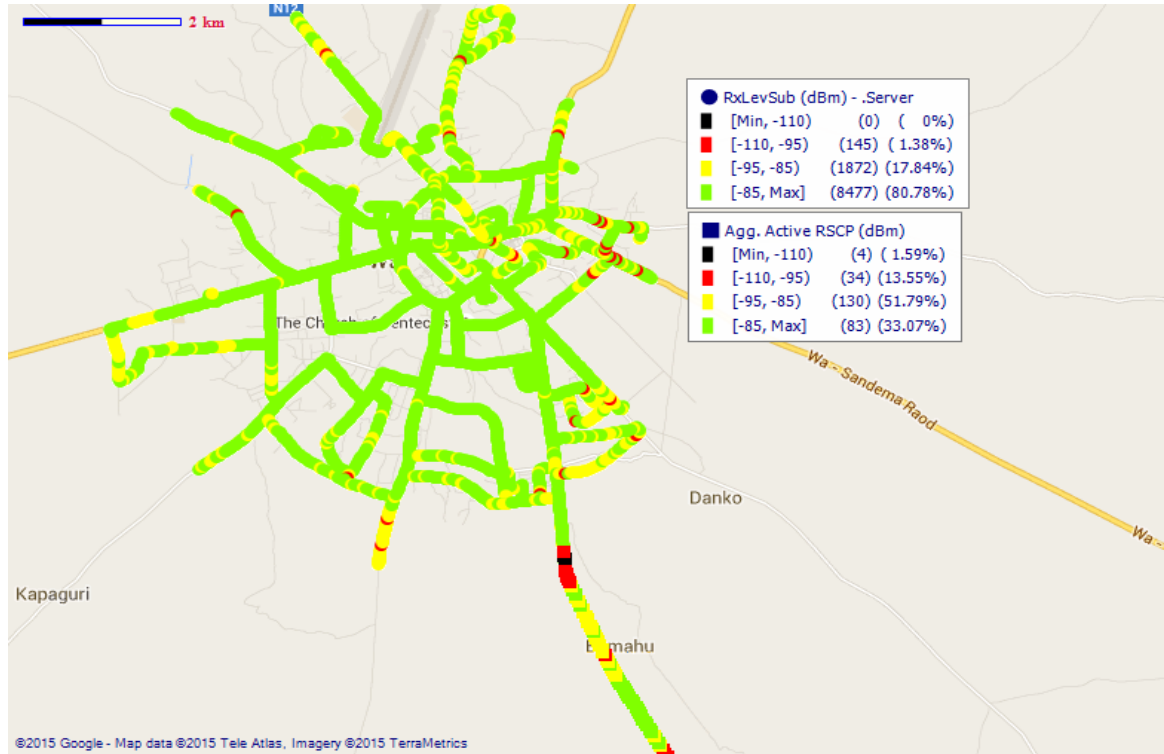 N12
2 km
RxLevSub (dBm) - .Server
[Min, -110) (0) ( 0%)
[-110, -95) (145) ( 1.38%)
[-95, -85) (1872) (17.84%)
[-85, Max] (8477) (80.78%)
Agg. Active RSCP (dBm)
[Min, -110) (4) ( 1.59%)
[-110, -95) (34) (13.55%)
[-95, -85) (130) (51.79%)
[-85, Max] (83) (33.07%)
The Church of
Wa - Sandema Raod
Danko
Wa -
Kapaguri
©2015 Google - Map data ©2015 Tele Atlas, Imagery ©2015 TerraMetrics